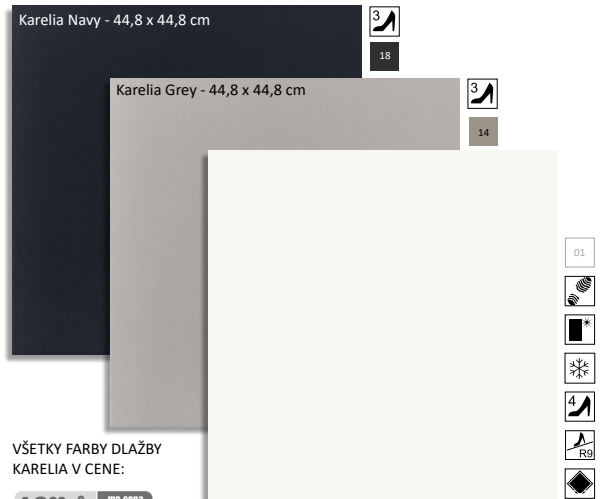 Karelia Navy - 44,8 x 44,8 cm
3
18
Karelia Grey - 44,8 x 44,8 cm
3
14
01
4
R9
VŠETKY FARBY DLAŽBY
KARELIA V CENE: